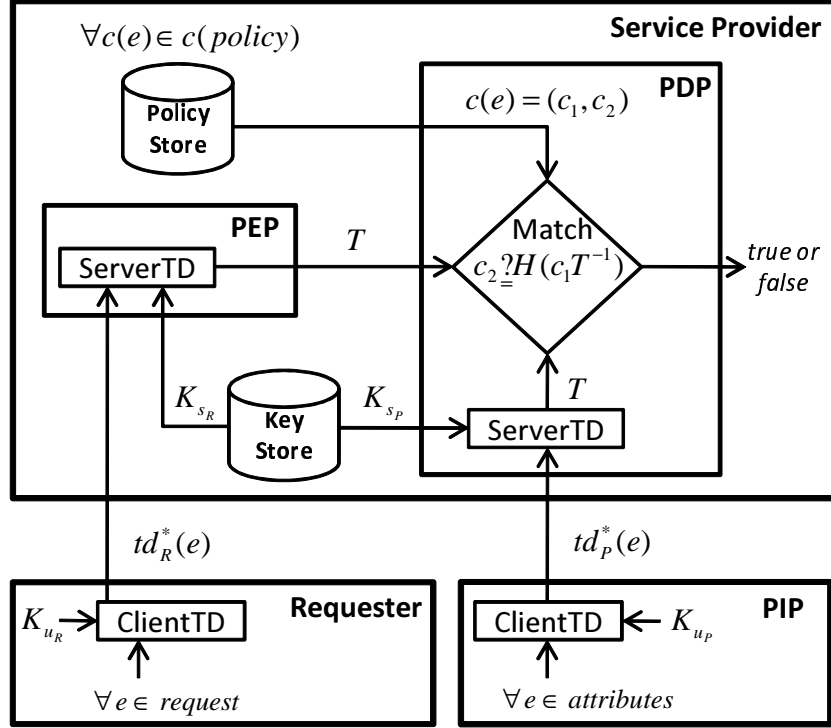 Service Provider
∀c(e) ∈ c(policy)
PDP
c(e) = (c₁, c₂)
Policy
Store
PEP
T
Match
ServerTD
c₂ ≟ H(c₁T⁻¹)
true or
false
K_{s_R}
K_{s_P}
T
Key
Store
ServerTD
td*_R(e)
td*_P(e)
Requester
PIP
K_{u_R}
ClientTD
ClientTD
K_{u_P}
∀ e ∈ request
∀ e ∈ attributes